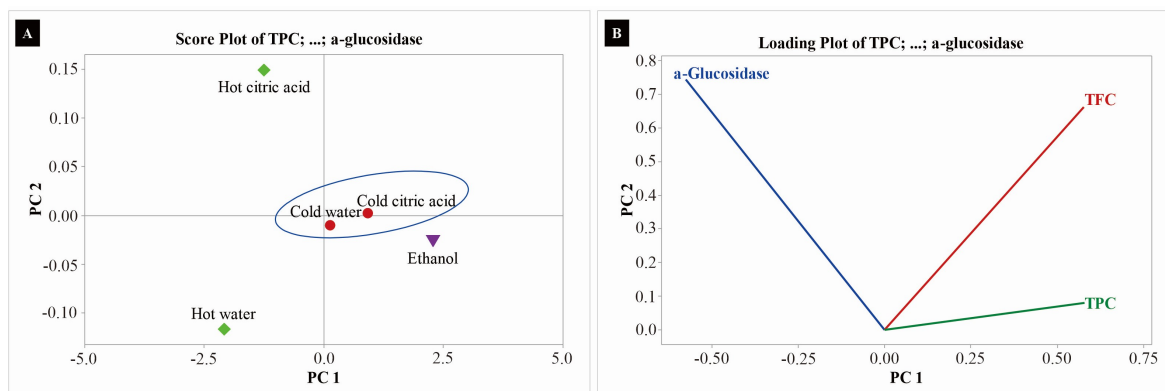 A
Score Plot of TPC; ...; a-glucosidase
0.15
0.10
0.05
0.00
-0.05
-0.10
PC 2
Hot citric acid
Cold citric acid
Cold water
Ethanol
Hot water
-5.0
-2.5
0.0
2.5
5.0
PC 1
B
Loading Plot of TPC; ...; a-glucosidase
0.8
0.7
0.6
0.5
0.4
0.3
0.2
0.1
0.0
PC 2
a-Glucosidase
TFC
TPC
-0.50
-0.25
0.00
0.25
0.50
0.75
PC 1